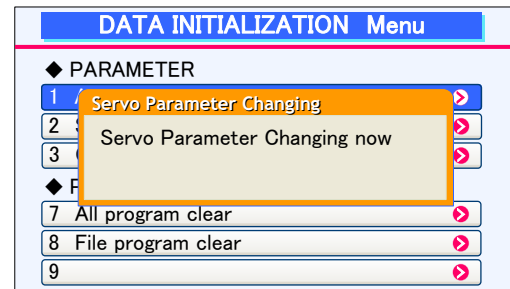 DATA INITIALIZATION Menu
◆ PARAMETER
1
Servo Parameter Changing
2
Servo Parameter Changing now
3
◆
7 All program clear
8 File program clear
9